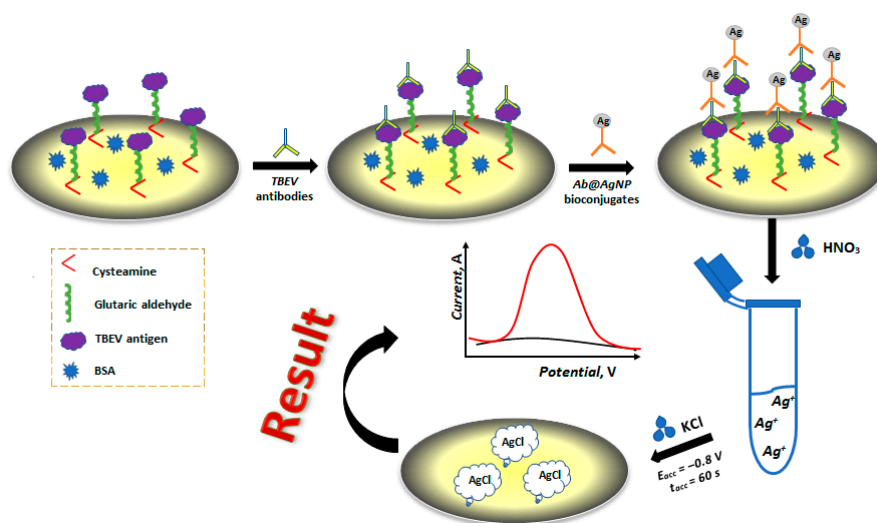 Ag
Ag
Ag
Ag
Ag
TBEV
antibodies
Ag
Ab@AgNP
bioconjugates
HNO₃
Cysteamine
Glutaric aldehyde
TBEV antigen
BSA
Result
Current, A
Potential, V
Ag⁺
Ag⁺
Ag⁺
KCl
Eacc = −0.8 V
tacc = 60 s
AgCl
AgCl
AgCl